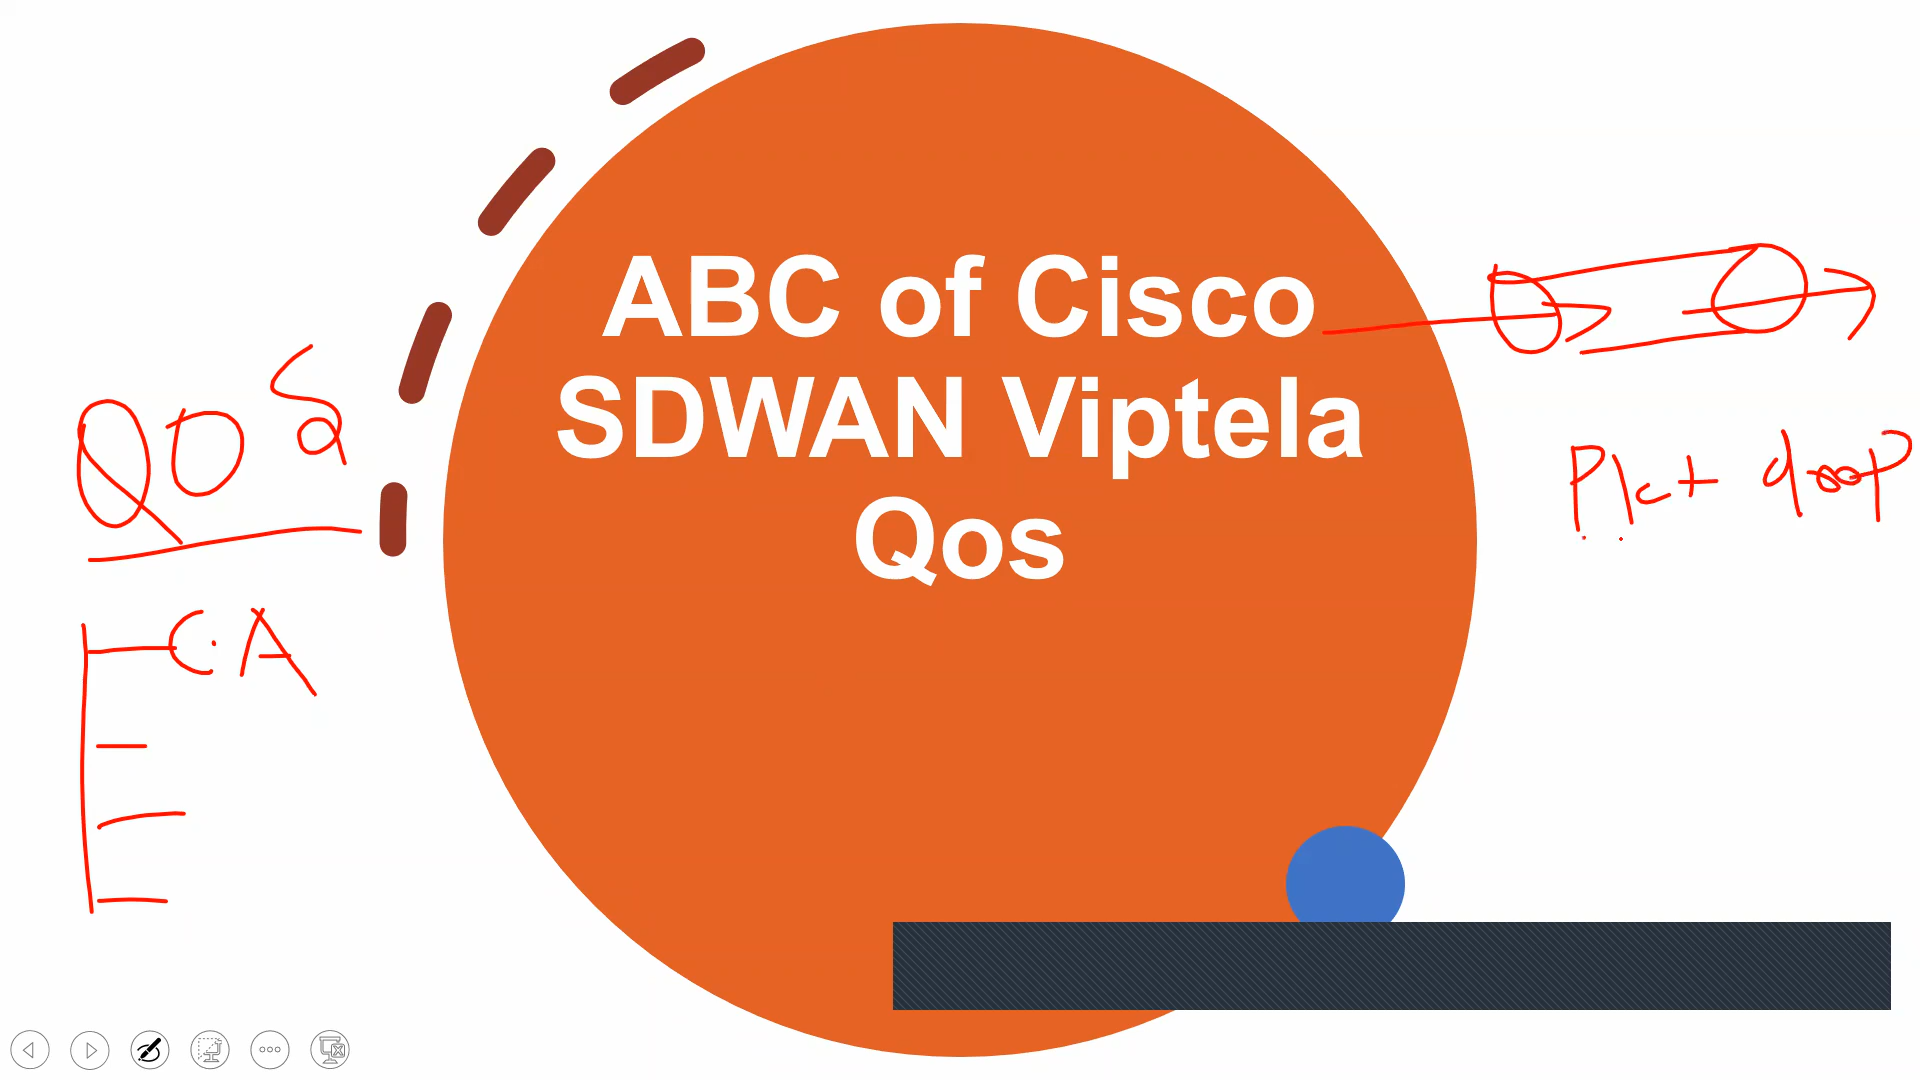 ABC of Cisco
SDWAN Viptela
Qos
QOS
C.A
Pkt drop